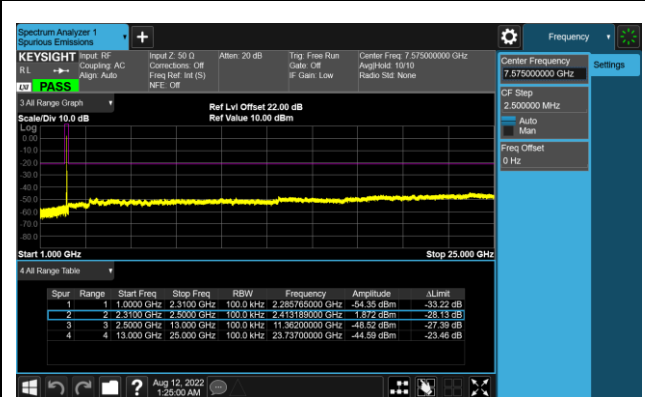 Spectrum Analyzer 1
Spurious Emissions
+
Frequency
KEYSIGHT Input: RF Input Z: 50 Ω Atten: 20 dB Trig: Free Run Center Freq: 7.575000000 GHz
RL Coupling: AC Corrections: Off Gate: Off Avg|Hold: 10/10
Align: Auto Freq Ref: Int (S) IF Gain: Low Radio Std: None
NFE: Off
LXI PASS
Center Frequency
7.575000000 GHz
Settings
CF Step
2.500000 MHz
Auto
Man
Freq Offset
0 Hz
3 All Range Graph
Ref Lvl Offset 22.00 dB
Scale/Div 10.0 dB Ref Value 10.00 dBm
Log
0.00
-10.0
-20.0
-30.0
-40.0
-50.0
-60.0
-70.0
-80.0
Start 1.000 GHz Stop 25.000 GHz
4 All Range Table
Spur Range Start Freq Stop Freq RBW Frequency Amplitude ΔLimit
1 1 1.0000 GHz 2.3100 GHz 100.0 kHz 2.285765000 GHz -54.35 dBm -33.22 dB
2 2 2.3100 GHz 2.5000 GHz 100.0 kHz 2.413189000 GHz 1.872 dBm -28.13 dB
3 3 2.5000 GHz 13.000 GHz 100.0 kHz 11.36200000 GHz -48.52 dBm -27.39 dB
4 4 13.000 GHz 25.000 GHz 100.0 kHz 23.73700000 GHz -44.59 dBm -23.46 dB
? Aug 12, 2022
1:25:00 AM